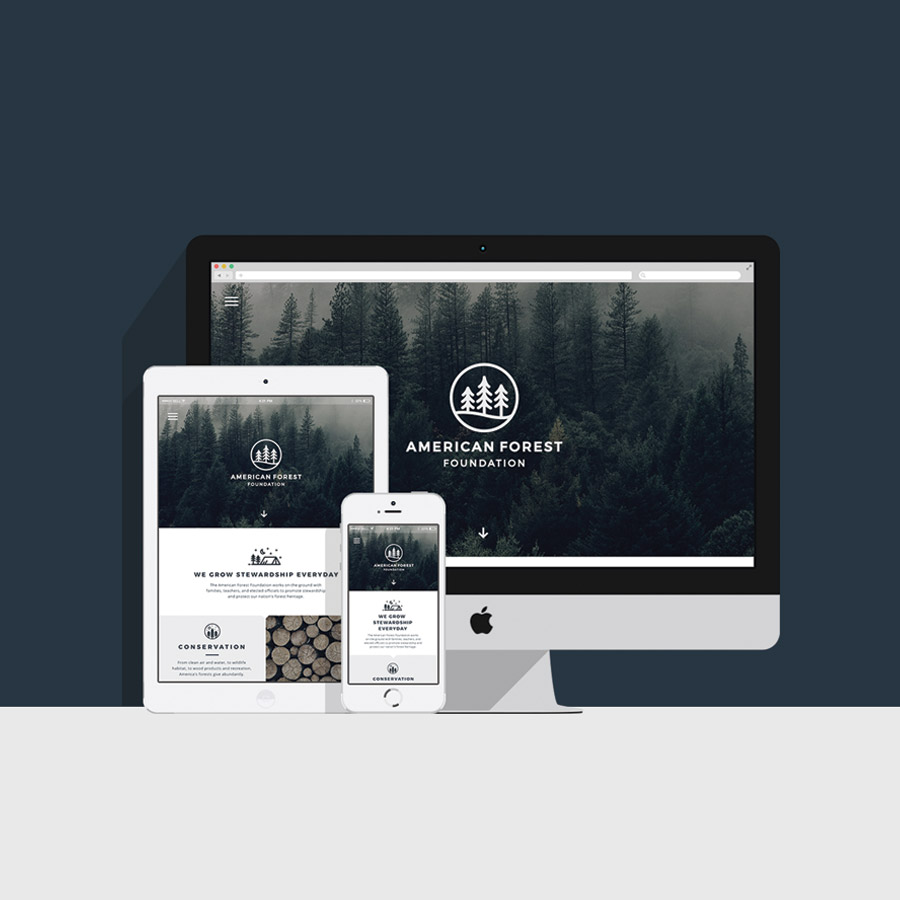 AMERICAN FOREST
FOUNDATION
AMERICAN FOREST
FOUNDATION
WE GROW STEWARDSHIP EVERYDAY
The American Forest Foundation works on the ground with
families, teachers, and elected officials to promote stewardship
and protect our nation's forest heritage.
CONSERVATION
From clean air and water, to wildlife
habitat, to wood products and recreation,
America's forests give abundantly.
AMERICAN FOREST
FOUNDATION
WE GROW
STEWARDSHIP
EVERYDAY
CONSERVATION